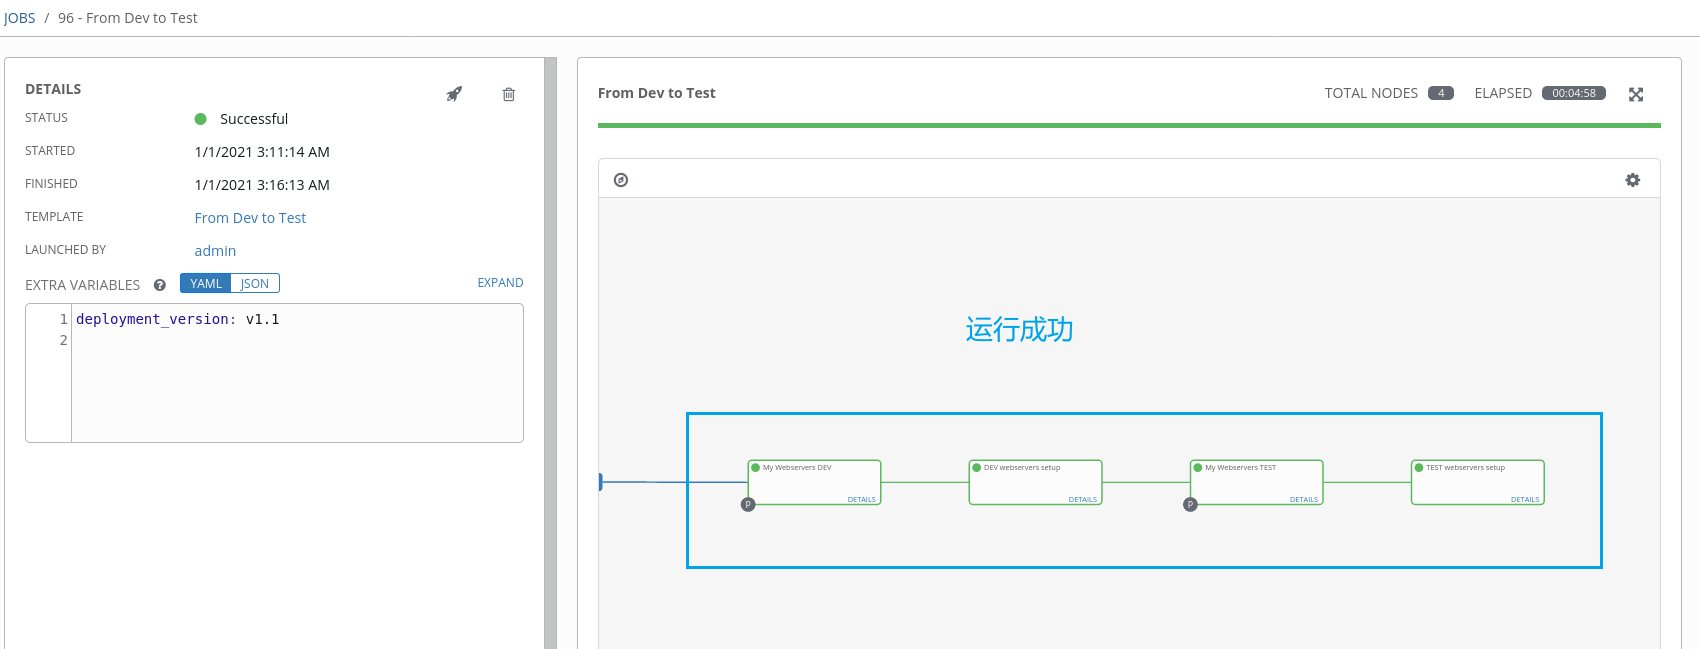 JOBS / 96 - From Dev to Test
DETAILS
STATUS Successful
STARTED 1/1/2021 3:11:14 AM
FINISHED 1/1/2021 3:16:13 AM
TEMPLATE From Dev to Test
LAUNCHED BY admin
EXTRA VARIABLES ? YAML JSON EXPAND
1 deployment_version: v1.1
2
From Dev to Test TOTAL NODES 4 ELAPSED 00:04:58
运行成功
My Webservers DEV
DETAILS
P
DEV webservers setup
DETAILS
My Webservers TEST
DETAILS
P
TEST webservers setup
DETAILS